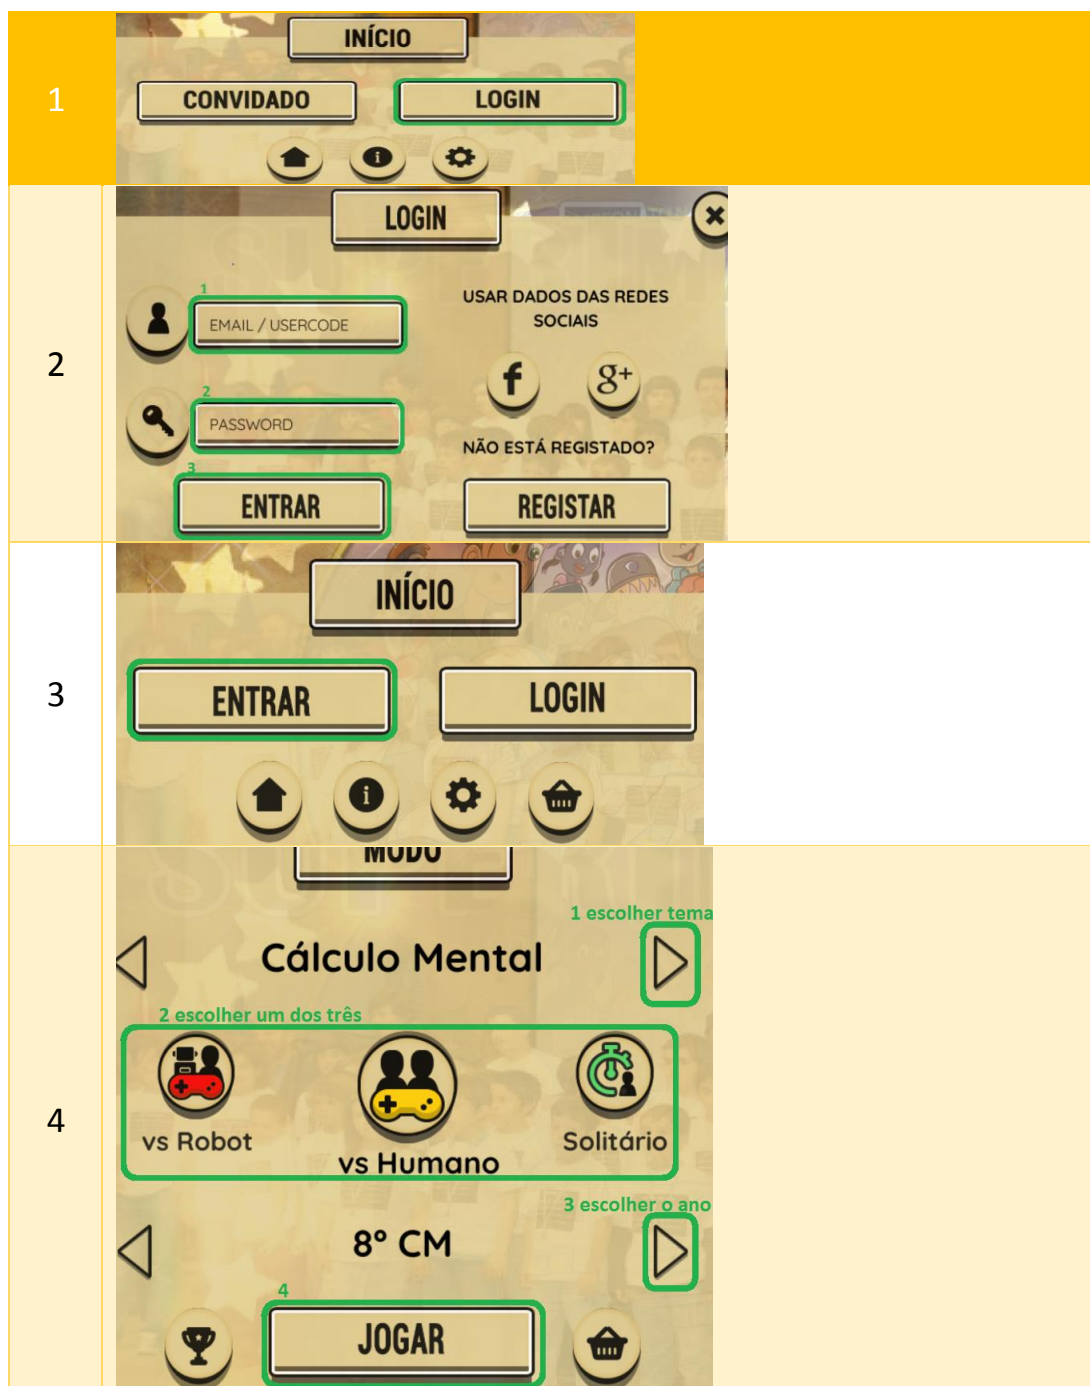 1
INÍCIO
CONVIDADO
LOGIN
2
LOGIN
1
EMAIL / USERCODE
2
PASSWORD
3
ENTRAR
USAR DADOS DAS REDES
SOCIAIS
f
g+
NÃO ESTÁ REGISTADO?
REGISTAR
3
INÍCIO
ENTRAR
LOGIN
4
MODO
1 escolher tema
Cálculo Mental
2 escolher um dos três
vs Robot
vs Humano
Solitário
3 escolher o ano
8º CM
4
JOGAR